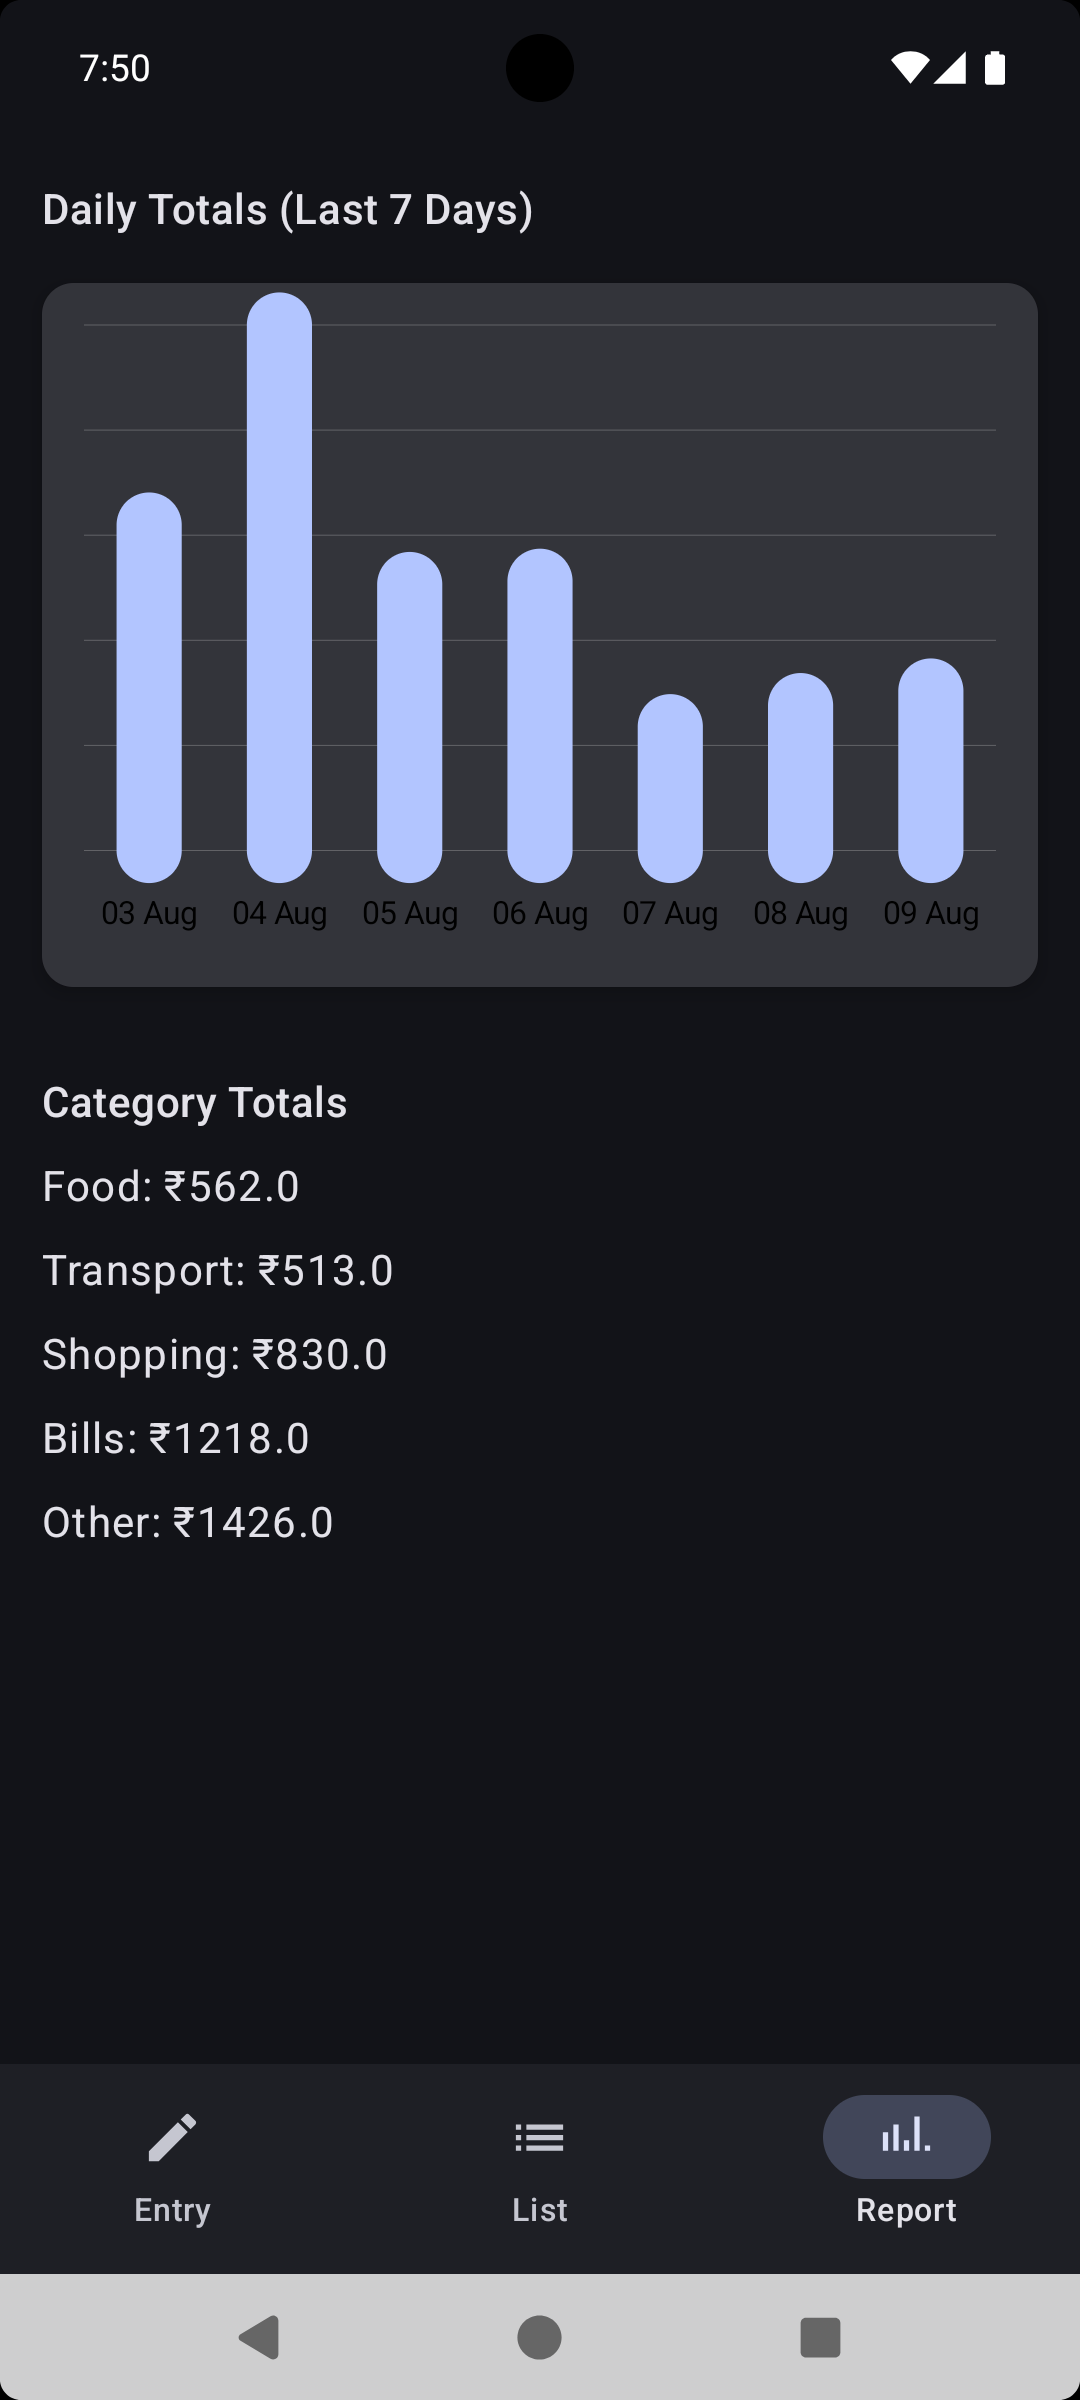 7:50
Daily Totals (Last 7 Days)
03 Aug 04 Aug 05 Aug 06 Aug 07 Aug 08 Aug 09 Aug
Category Totals
Food: ₹562.0
Transport: ₹513.0
Shopping: ₹830.0
Bills: ₹1218.0
Other: ₹1426.0
Entry List Report